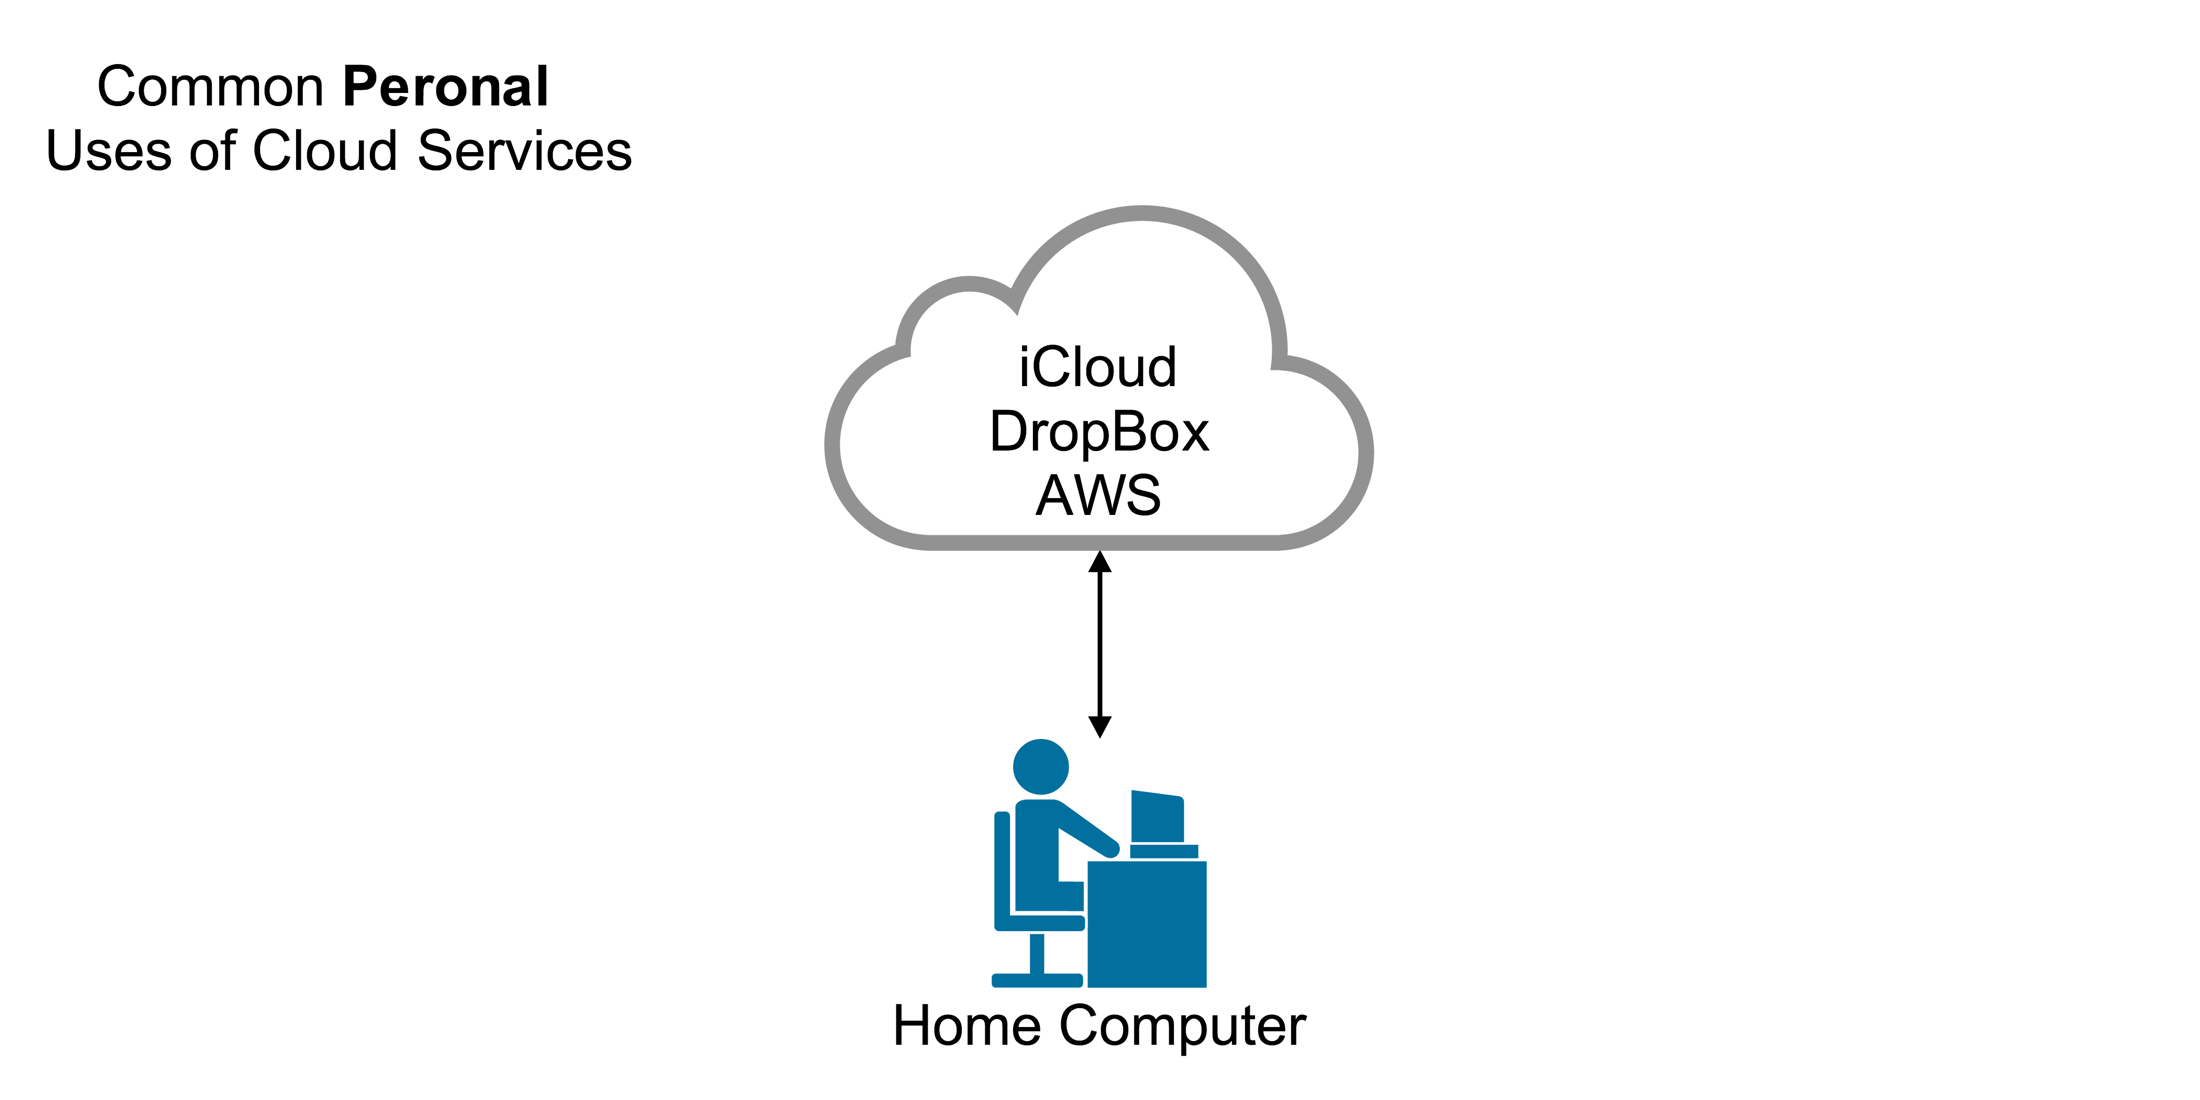 Common Peronal
Uses of Cloud Services
iCloud
DropBox
AWS
Home Computer